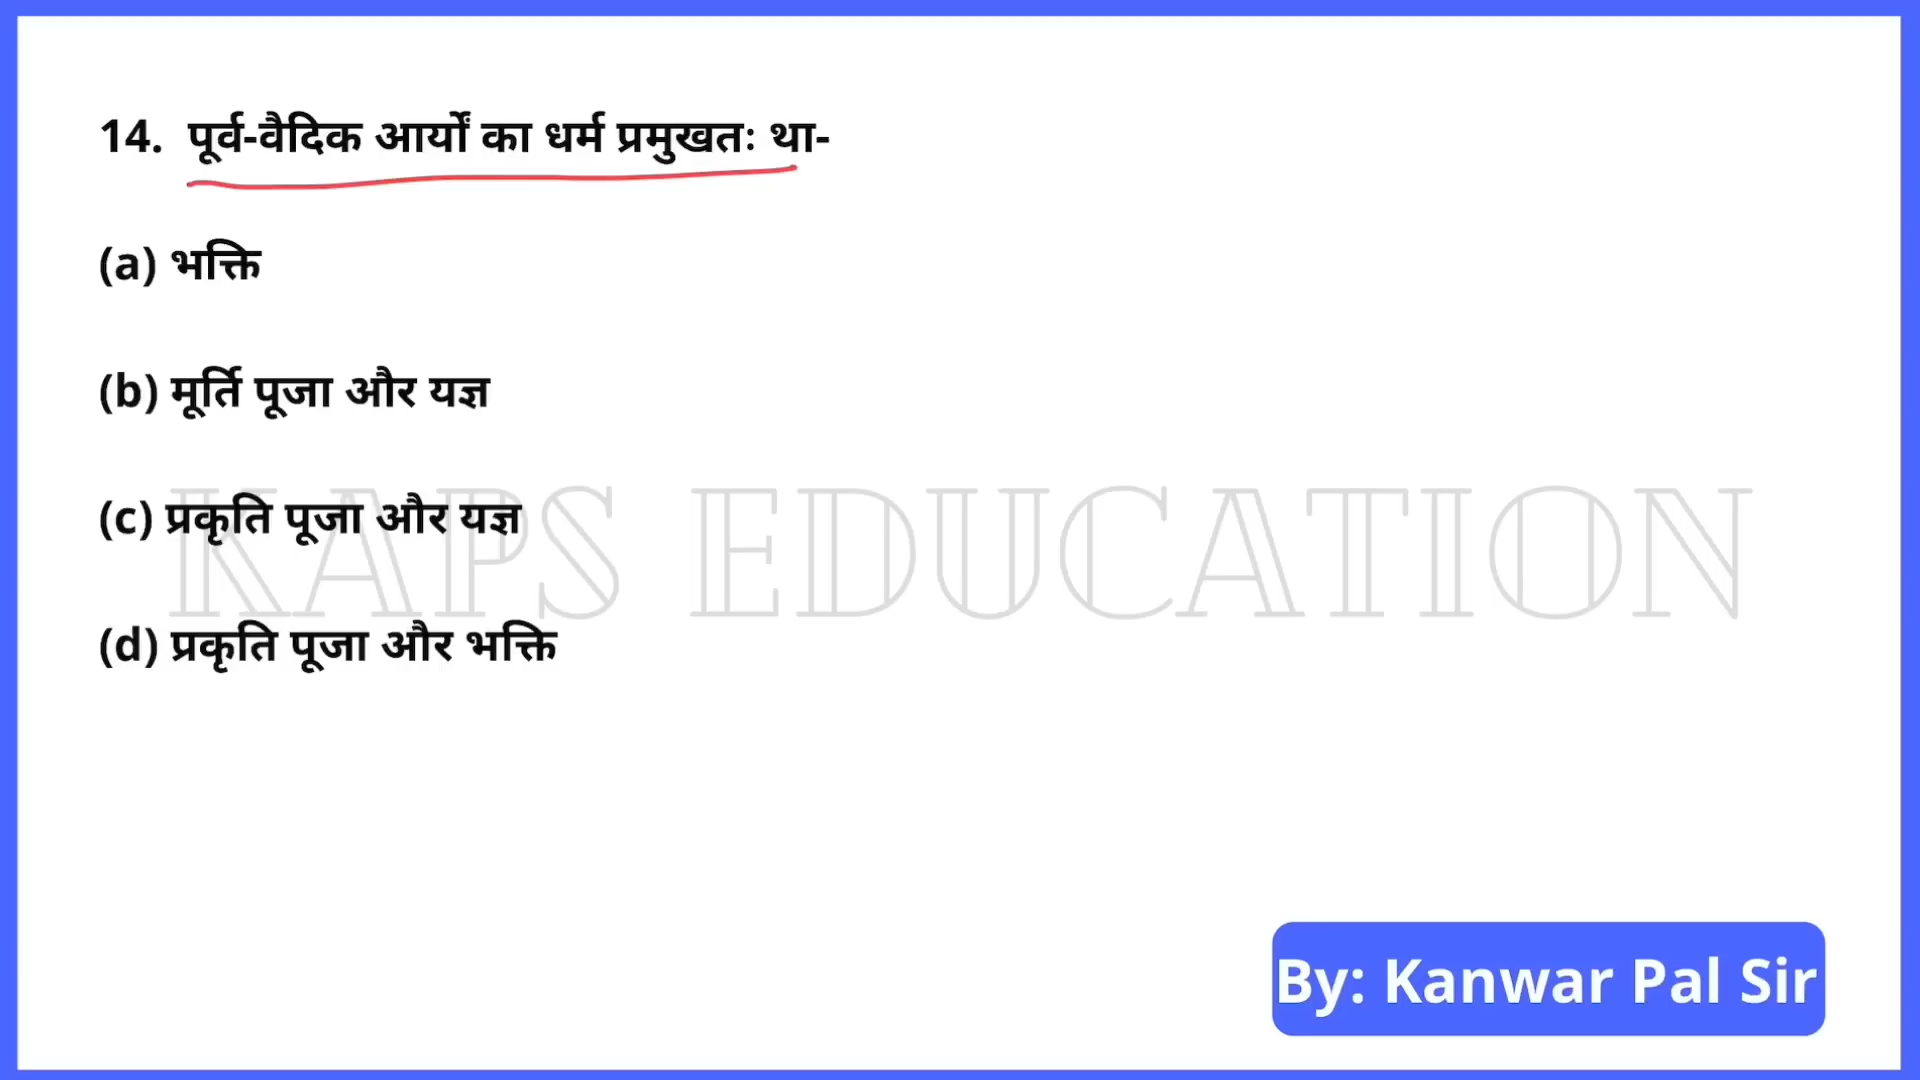 14. पूर्व-वैदिक आर्यों का धर्म प्रमुखतः था-
(a) भक्ति
(b) मूर्ति पूजा और यज्ञ
(c) प्रकृति पूजा और यज्ञ
KAPS EDUCATION
(d) प्रकृति पूजा और भक्ति
By: Kanwar Pal Sir